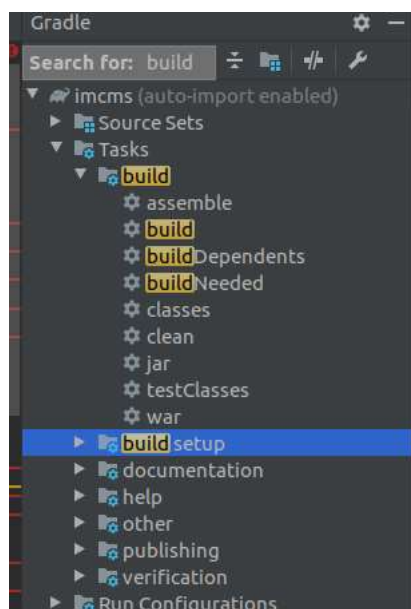 Gradle
Search for: build
imcms (auto-import enabled)
Source Sets
Tasks
build
assemble
build
buildDependents
buildNeeded
classes
clean
jar
testClasses
war
build setup
documentation
help
other
publishing
verification
Run Configurations